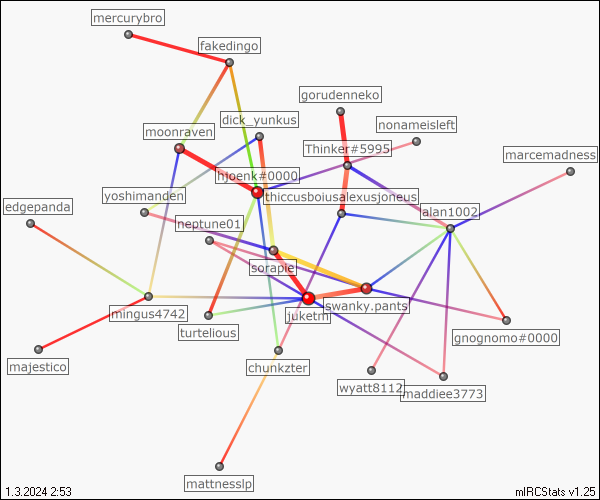 mercurybro
fakedingo
gorudenneko
dick_yunkus
nonameisleft
moonraven
Thinker#5995
marcemadness
hjoenk#0000
yoshimanden
thiccusboiusalexusjoneus
edgepanda
neptune01
alan1002
sorapie
mingus4742
juketm
swanky.pants
turtelious
gnognomo#0000
majestico
chunkzter
wyatt8112
maddiee3773
mattnesslp
1.3.2024 2:53
mIRCStats v1.25